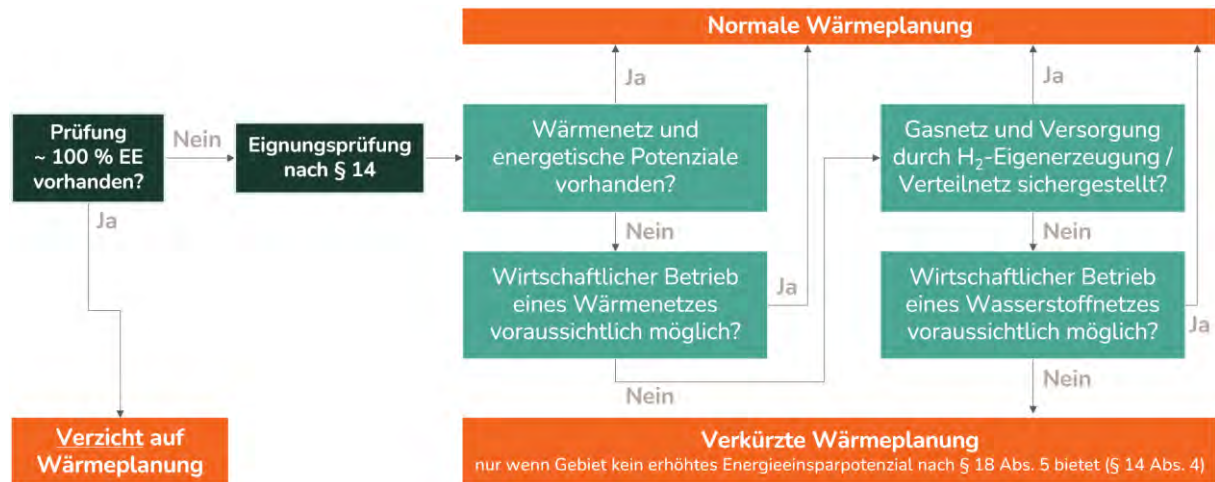 Normale Wärmeplanung
Ja
Ja
Prüfung
~ 100 % EE
vorhanden?
Nein
Eignungsprüfung
nach § 14
Wärmenetz und
energetische Potenziale
vorhanden?
Gasnetz und Versorgung
durch H₂-Eigenerzeugung /
Verteilnetz sichergestellt?
Ja
Nein
Nein
Wirtschaftlicher Betrieb
eines Wärmenetzes
voraussichtlich möglich?
Ja
Wirtschaftlicher Betrieb
eines Wasserstoffnetzes
voraussichtlich möglich?
Ja
Nein
Nein
Verzicht auf
Wärmeplanung
Verkürzte Wärmeplanung
nur wenn Gebiet kein erhöhtes Energieeinsparpotenzial nach § 18 Abs. 5 bietet (§ 14 Abs. 4)